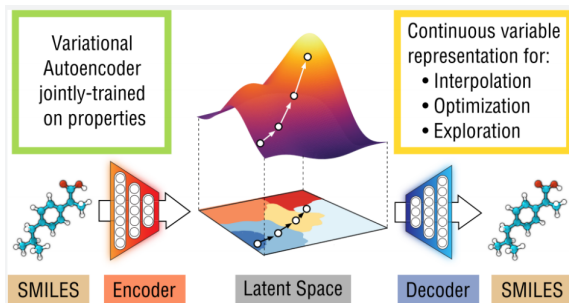 Variational
Autoencoder
jointly-trained
on properties
Continuous variable
representation for:
• Interpolation
• Optimization
• Exploration
SMILES
Encoder
Latent Space
Decoder
SMILES